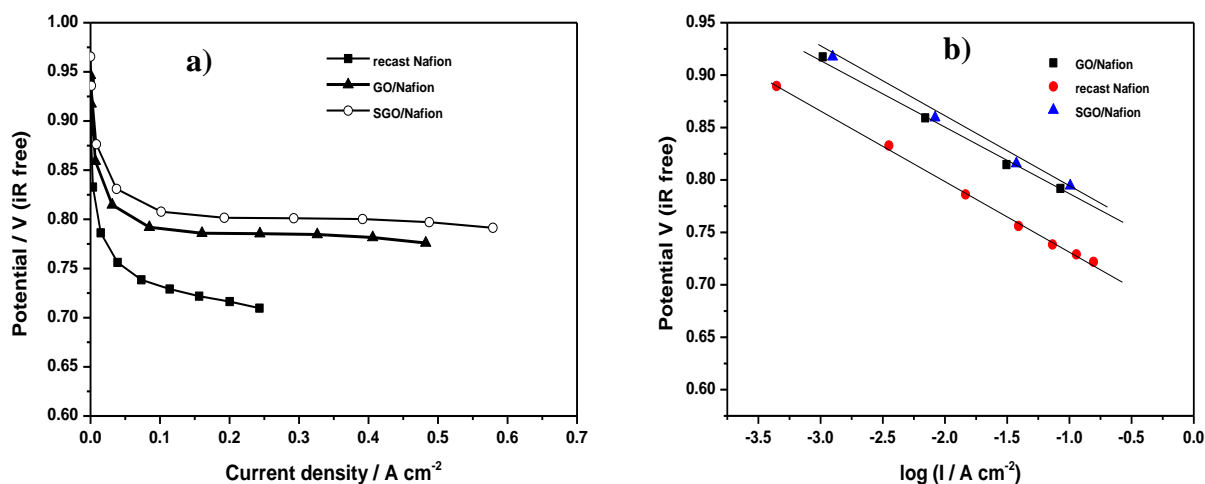 a)
recast Nafion
GO/Nafion
SGO/Nafion
Potential / V (iR free)
1.00
0.95
0.90
0.85
0.80
0.75
0.70
0.65
0.60
0.0 0.1 0.2 0.3 0.4 0.5 0.6 0.7
Current density / A cm-2
b)
GO/Nafion
recast Nafion
SGO/Nafion
Potential V (iR free)
0.95
0.90
0.85
0.80
0.75
0.70
0.65
0.60
-3.5 -3.0 -2.5 -2.0 -1.5 -1.0 -0.5 0.0
log (I / A cm-2)